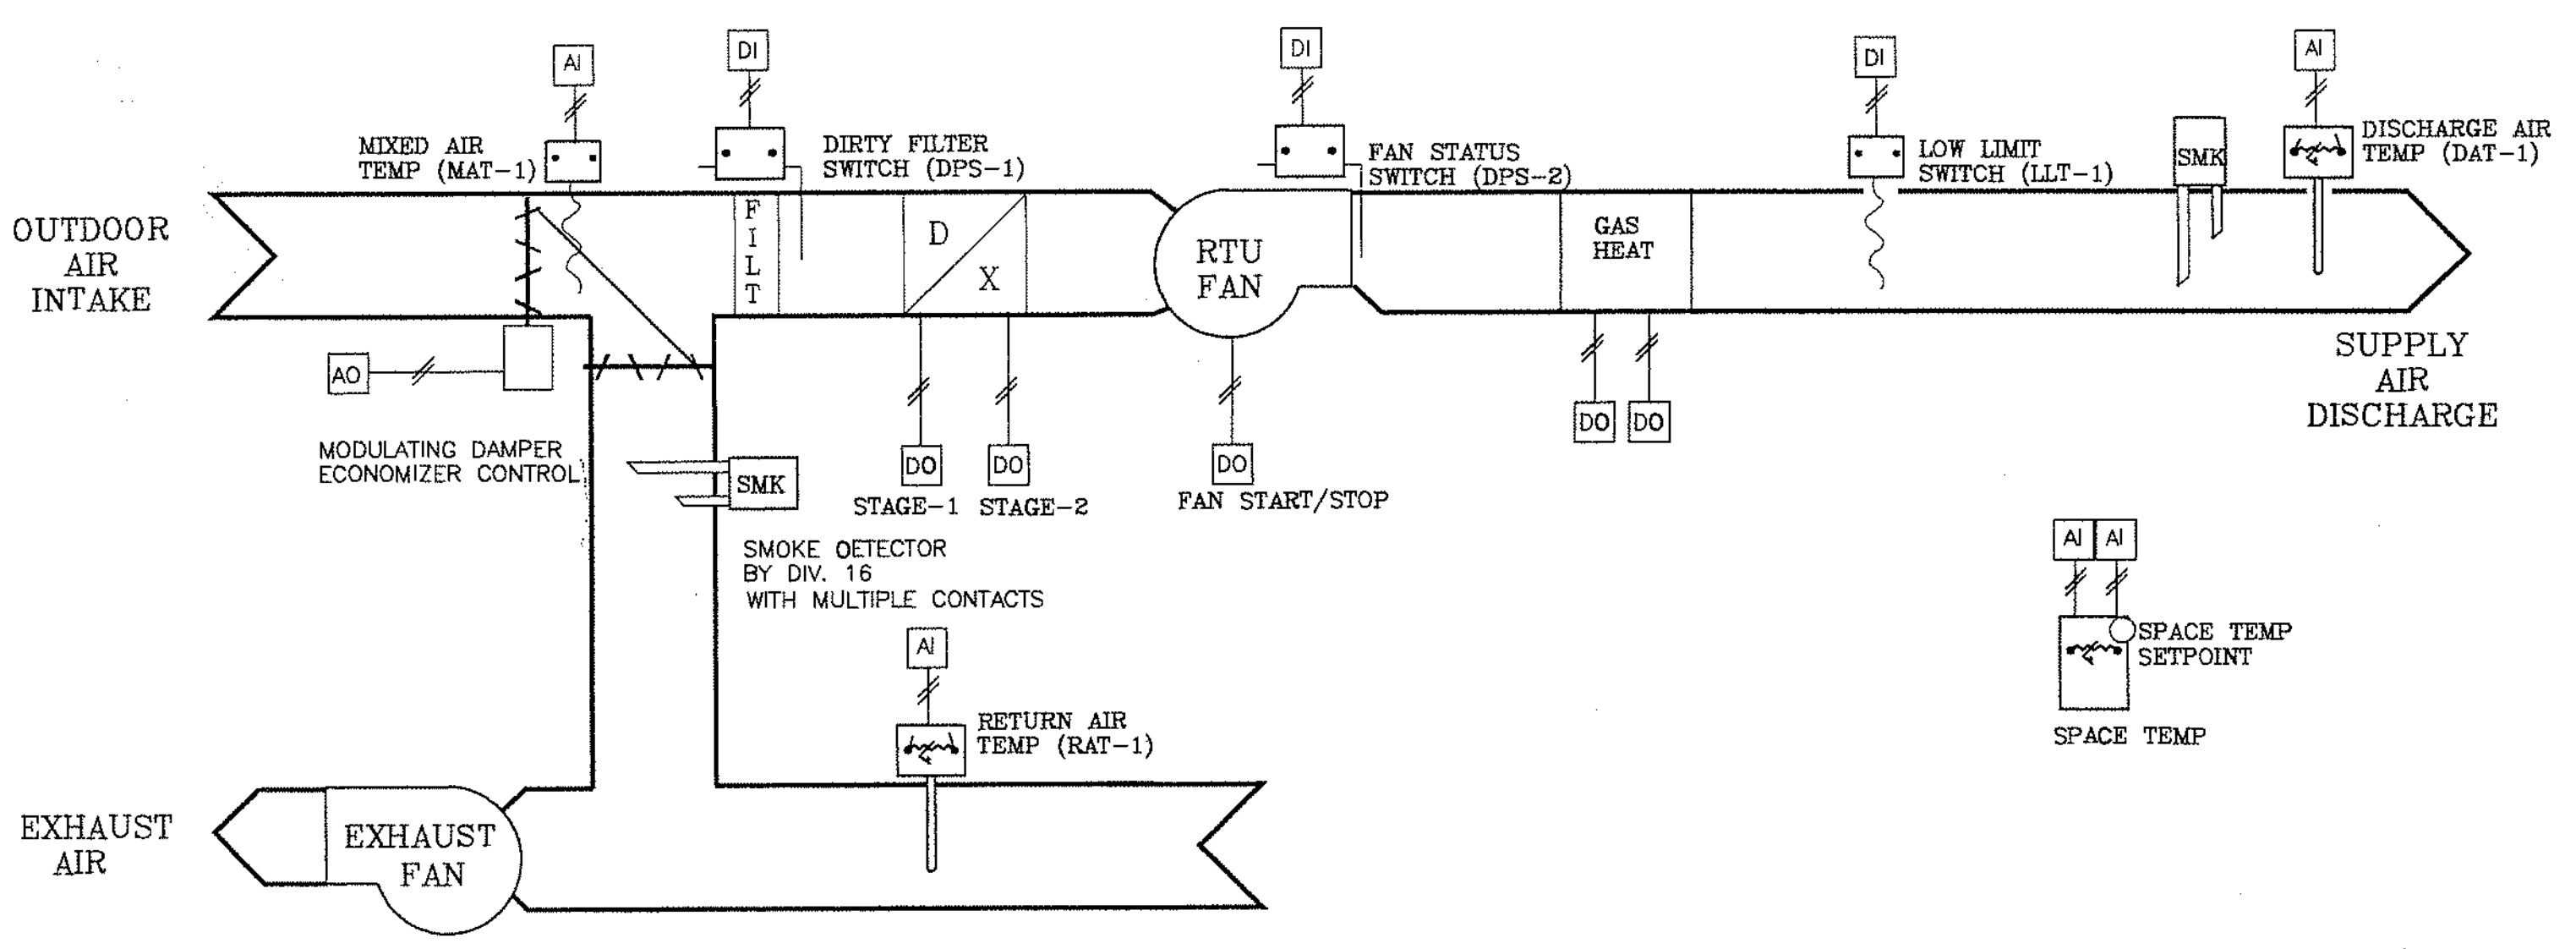 AI
DI
DI
DI
AI
MIXED AIR
TEMP (MAT-1)
DIRTY FILTER
SWITCH (DPS-1)
FAN STATUS
SWITCH (DPS-2)
LOW LIMIT
SWITCH (LLT-1)
SMK
DISCHARGE AIR
TEMP (DAT-1)
OUTDOOR
AIR
INTAKE
F
I
L
T
D
X
RTU
FAN
GAS
HEAT
SUPPLY
AIR
DISCHARGE
AO
MODULATING DAMPER
ECONOMIZER CONTROL
SMK
DO
DO
DO
DO
DO
STAGE-1
STAGE-2
FAN START/STOP
SMOKE DETECTOR
BY DIV. 16
WITH MULTIPLE CONTACTS
AI
AI
SPACE TEMP
SETPOINT
SPACE TEMP
AI
RETURN AIR
TEMP (RAT-1)
EXHAUST
AIR
EXHAUST
FAN